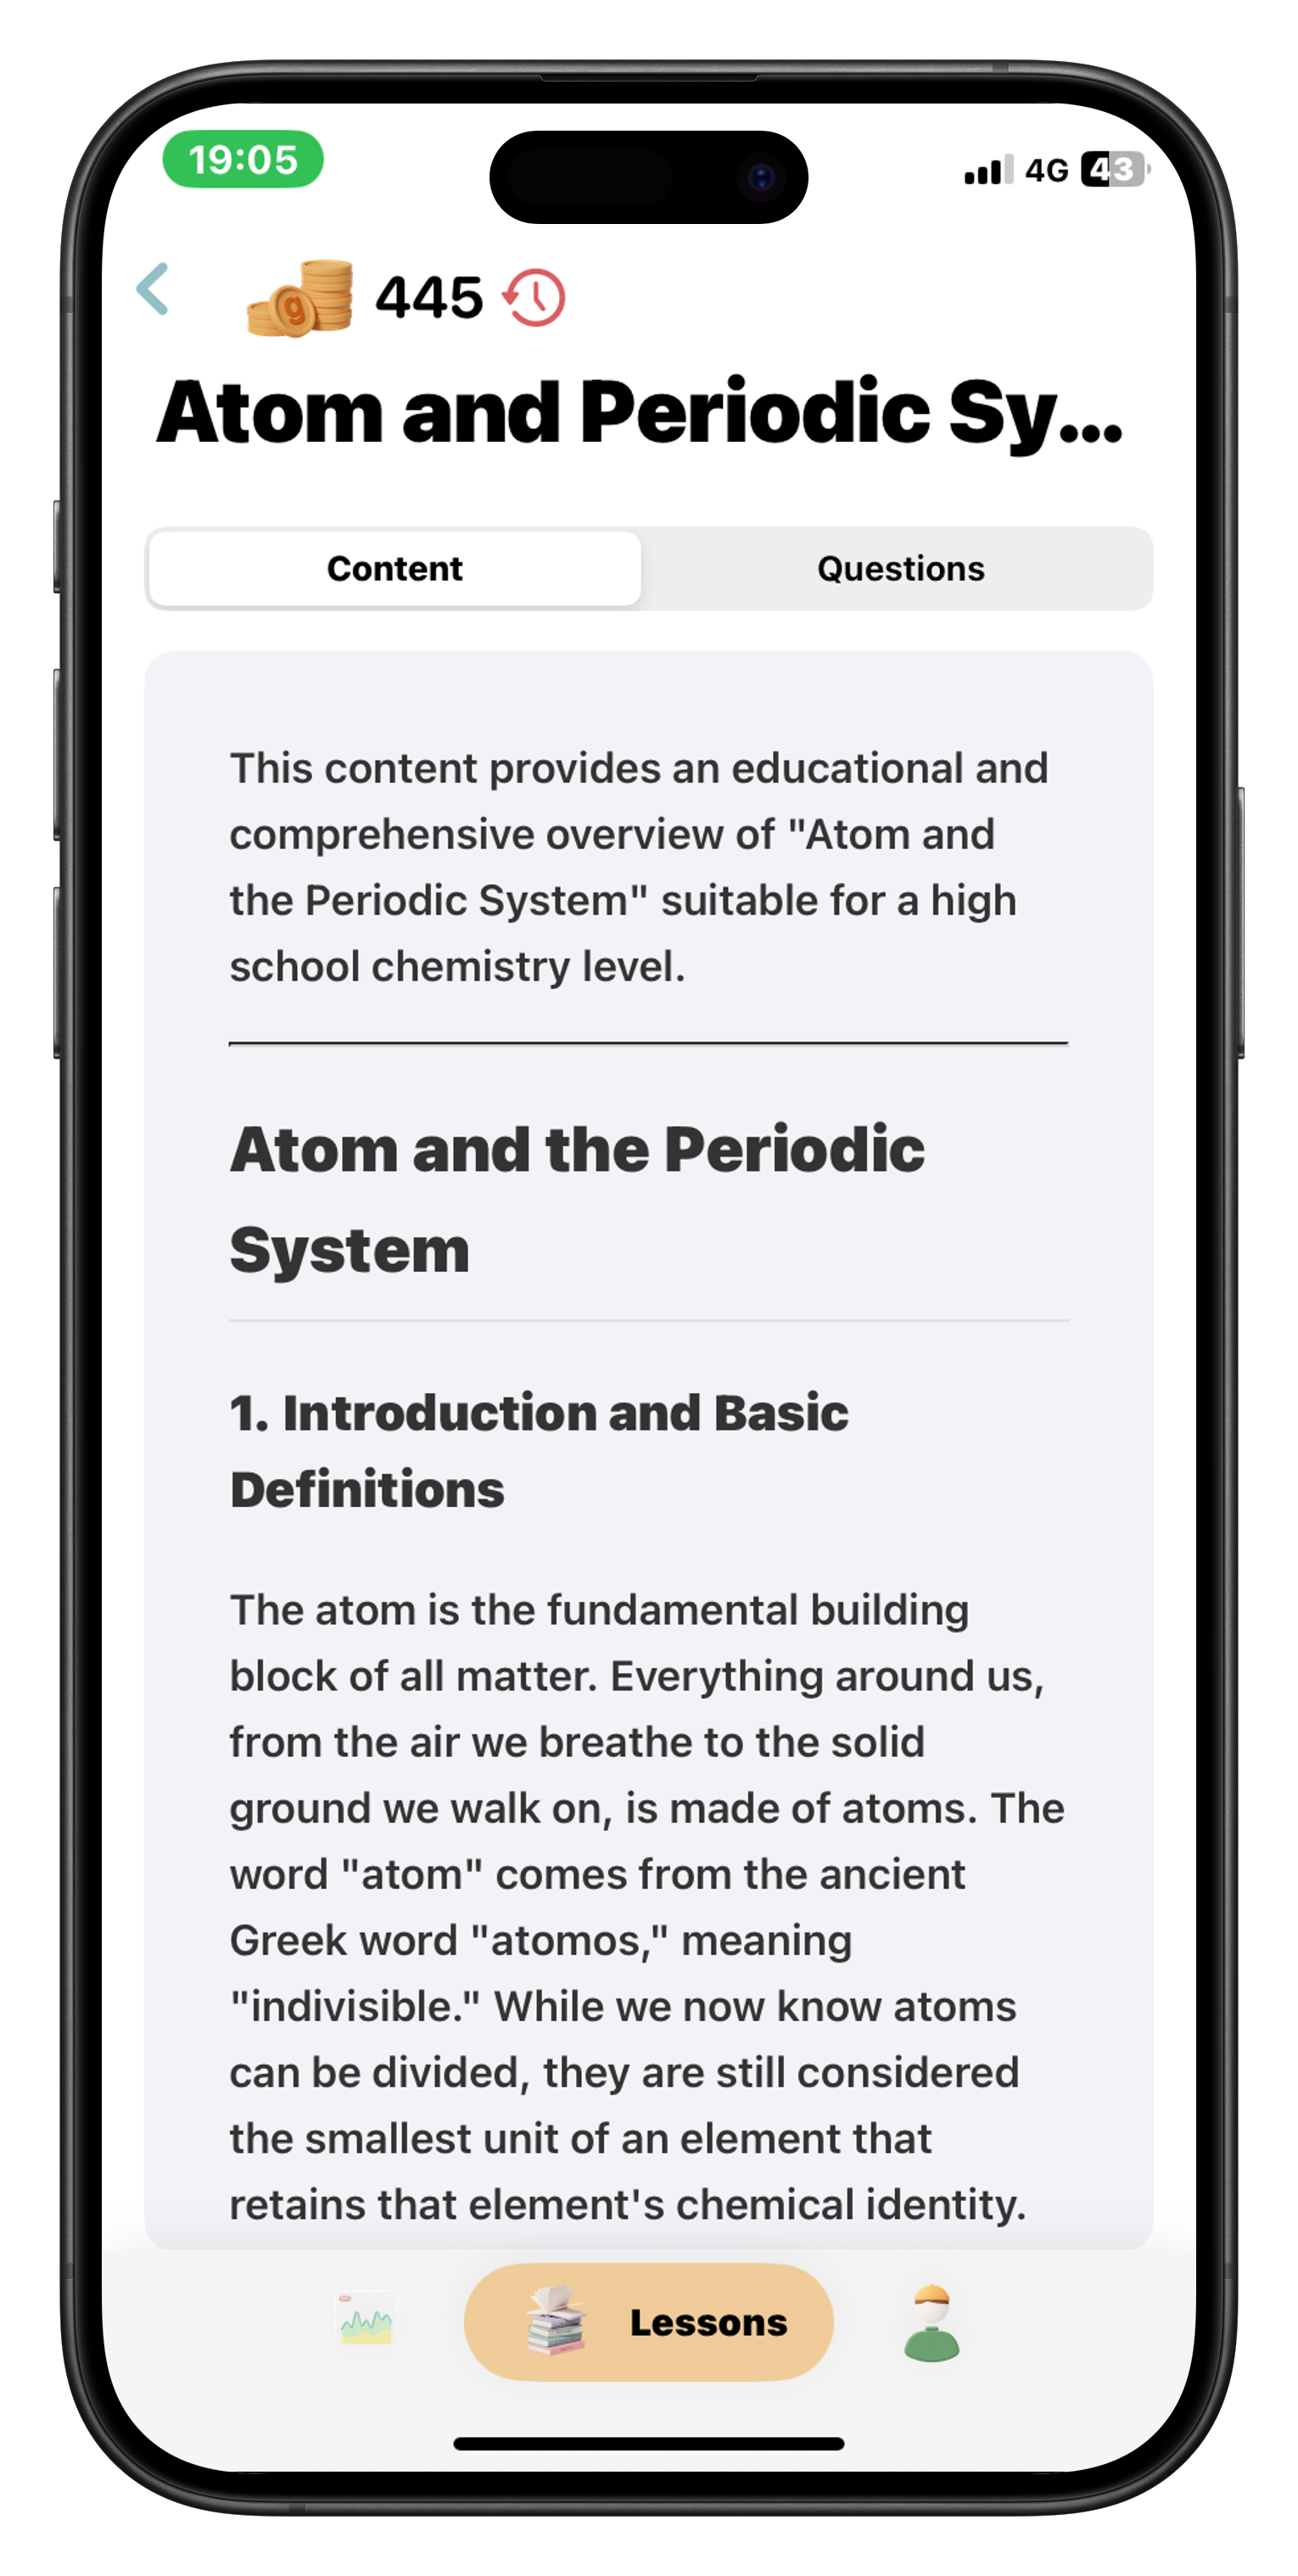 19:05
4G 43
445
Atom and Periodic Sy...
Content Questions
This content provides an educational and
comprehensive overview of "Atom and
the Periodic System" suitable for a high
school chemistry level.
Atom and the Periodic
System
1. Introduction and Basic
Definitions
The atom is the fundamental building
block of all matter. Everything around us,
from the air we breathe to the solid
ground we walk on, is made of atoms. The
word "atom" comes from the ancient
Greek word "atomos," meaning
"indivisible." While we now know atoms
can be divided, they are still considered
the smallest unit of an element that
retains that element's chemical identity.
Lessons